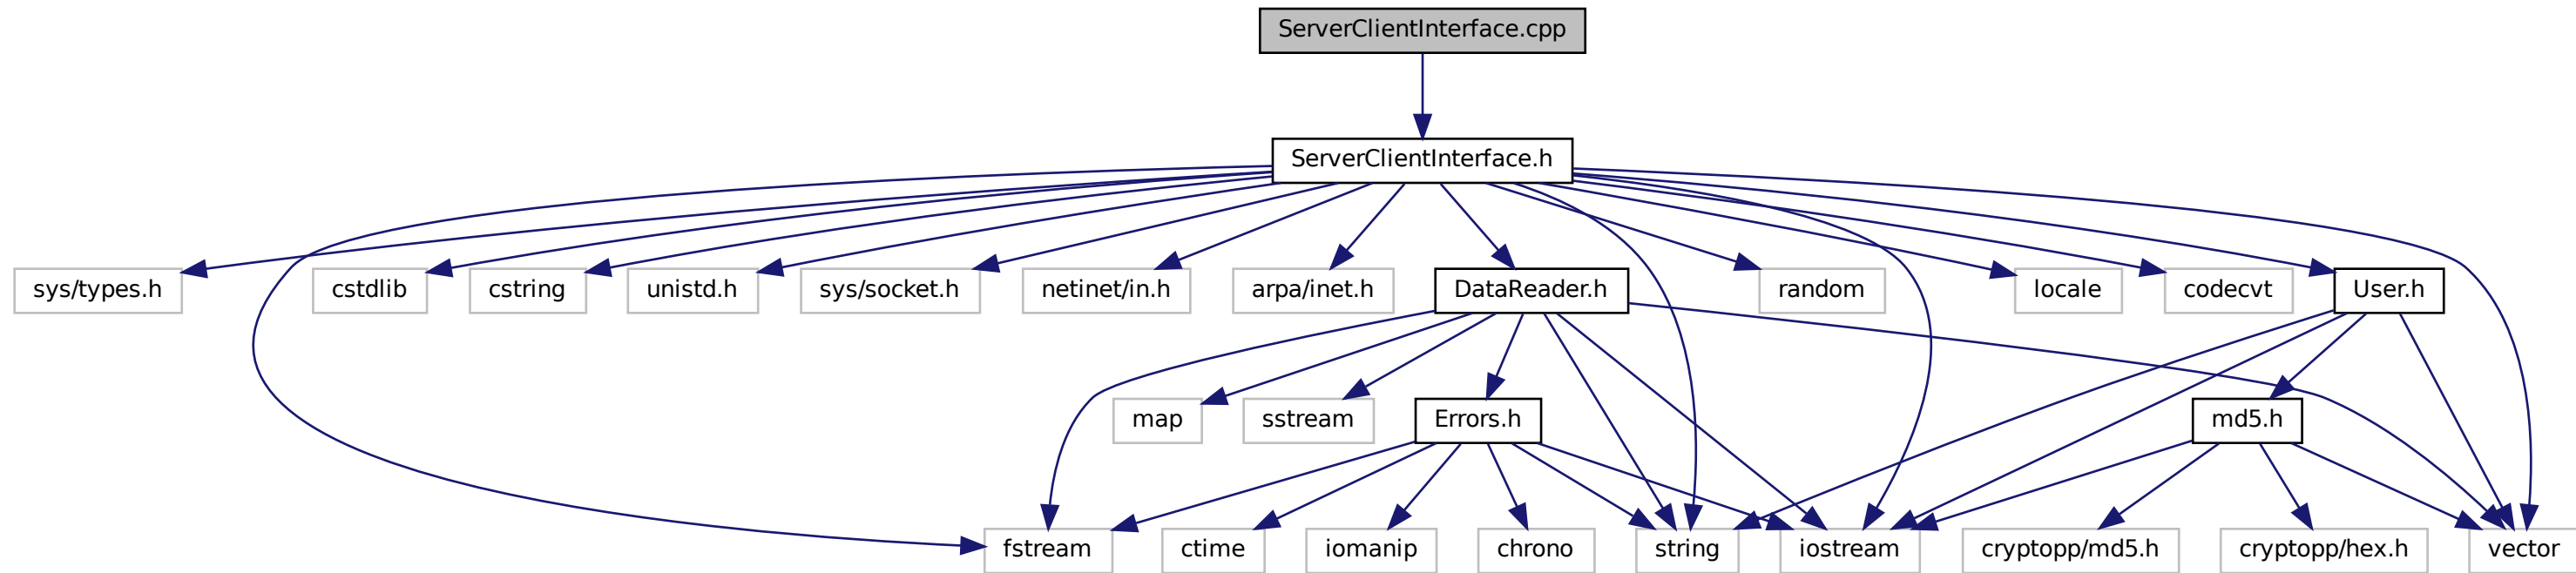 ServerClientInterface.cpp
ServerClientInterface.h
sys/types.h
cstdlib
cstring
unistd.h
sys/socket.h
netinet/in.h
arpa/inet.h
DataReader.h
random
locale
codecvt
User.h
map
sstream
Errors.h
md5.h
fstream
ctime
iomanip
chrono
string
iostream
cryptopp/md5.h
cryptopp/hex.h
vector